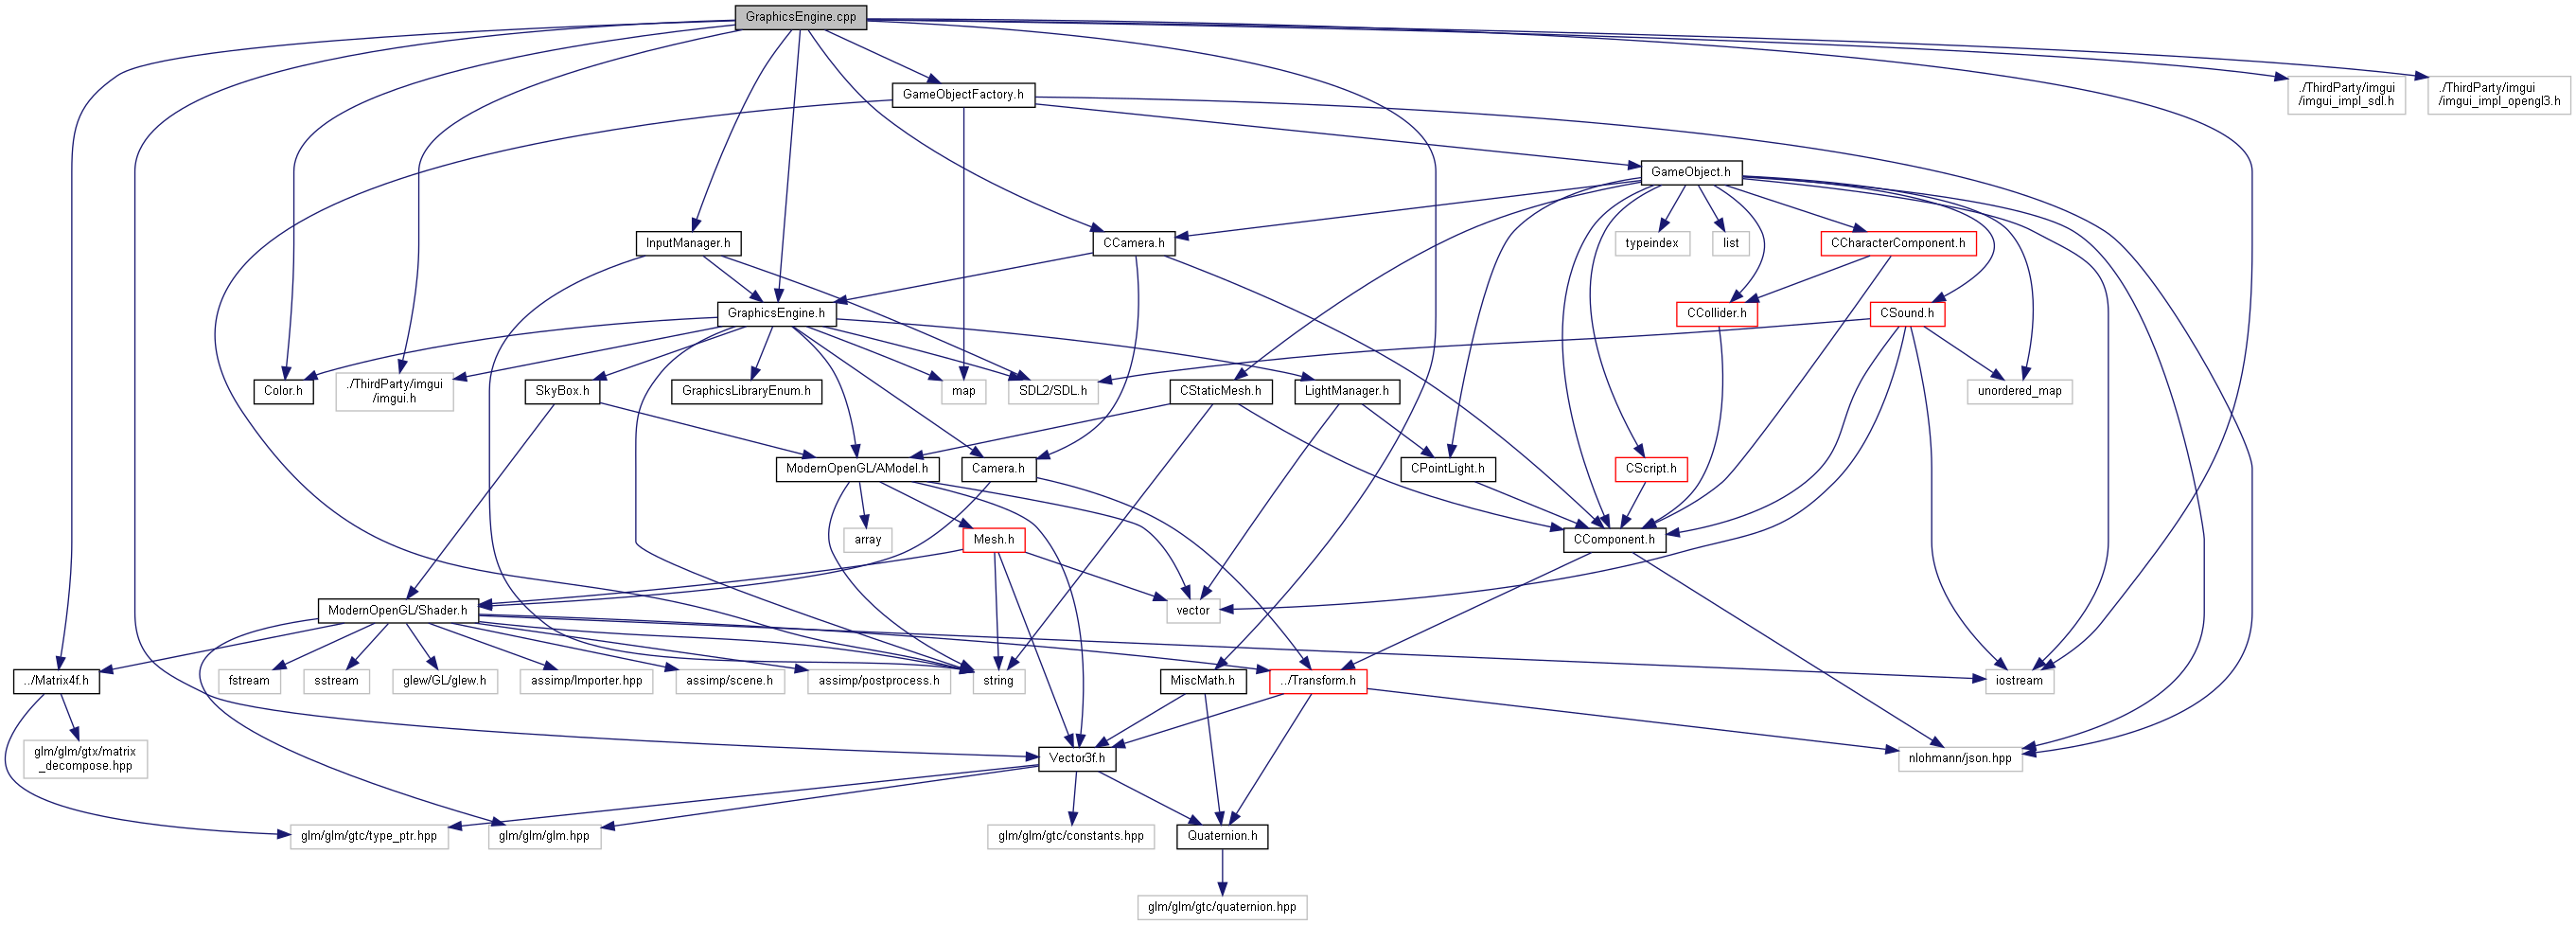 GraphicsEngine.cpp
./ThirdParty/imgui
/imgui_impl_sdl.h
./ThirdParty/imgui
/imgui_impl_opengl3.h
GameObjectFactory.h
GameObject.h
InputManager.h
CCamera.h
typeindex
list
CCharacterComponent.h
GraphicsEngine.h
CCollider.h
CSound.h
Color.h
./ThirdParty/imgui
/imgui.h
SkyBox.h
GraphicsLibraryEnum.h
map
SDL2/SDL.h
CStaticMesh.h
LightManager.h
unordered_map
ModernOpenGL/AModel.h
Camera.h
CPointLight.h
CScript.h
array
Mesh.h
CComponent.h
ModernOpenGL/Shader.h
vector
../Matrix4f.h
fstream
sstream
glew/GL/glew.h
assimp/Importer.hpp
assimp/scene.h
assimp/postprocess.h
string
MiscMath.h
../Transform.h
iostream
glm/glm/gtx/matrix
_decompose.hpp
Vector3f.h
nlohmann/json.hpp
glm/glm/gtc/type_ptr.hpp
glm/glm/glm.hpp
glm/glm/gtc/constants.hpp
Quaternion.h
glm/glm/gtc/quaternion.hpp